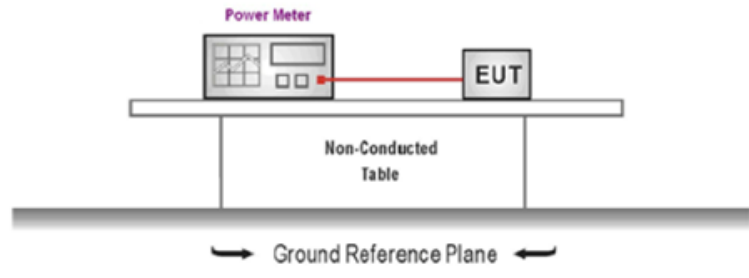 Power Meter
EUT
Non-Conducted
Table
Ground Reference Plane